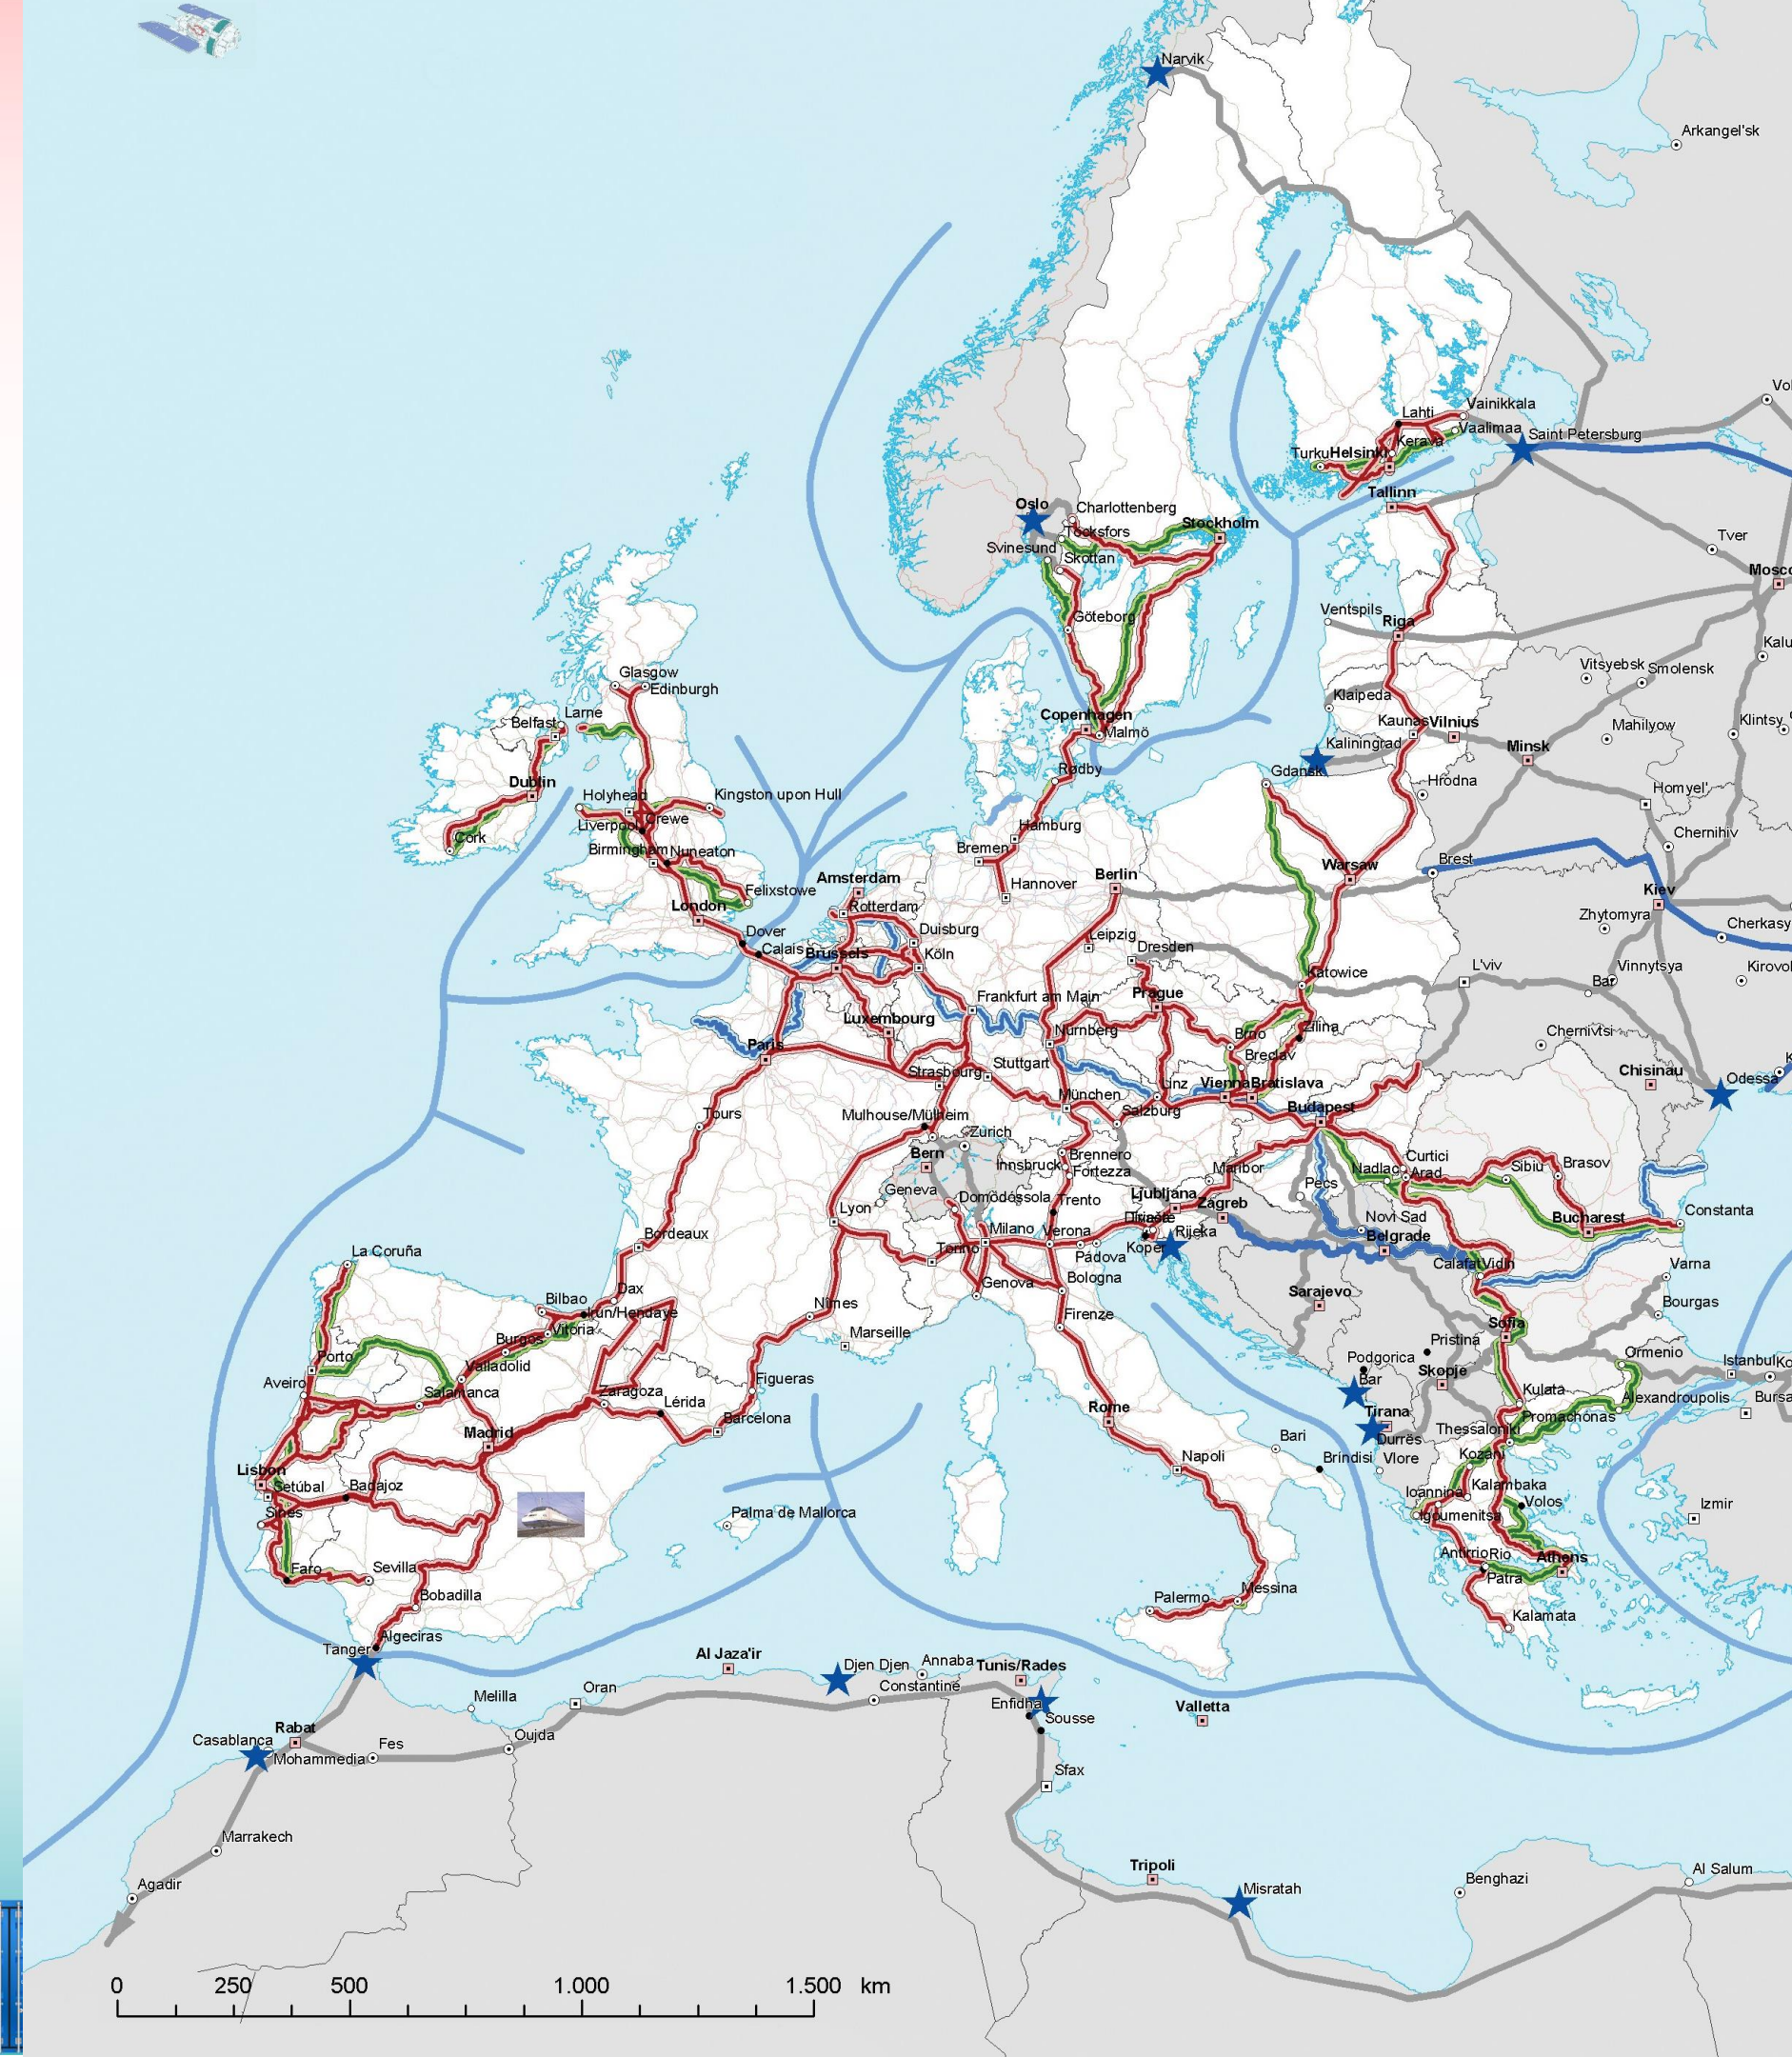 Narvik
Arkangel'sk
Lahti
Vainikkala
Vaalimaa
Kerava
Saint Petersburg
Turku
Helsinki
Tallinn
Oslo
Charlottenberg
Töcksfors
Stockholm
Svinesund
Skottan
Tver
Ventspils
Riga
Göteborg
Vitsyebsk
Smolensk
Glasgow
Edinburgh
Klaipeda
Larne
Belfast
Copenhagen
Malmö
Kaunas
Vilnius
Mahilyow
Klintsy
Kaliningrad
Minsk
Gdansk
Rødby
Hrodna
Homyel'
Dublin
Holyhead
Kingston upon Hull
Liverpool
Crewe
Cork
Hamburg
Chernihiv
Birmingham
Nuneaton
Bremen
Warsaw
Brest
Amsterdam
Berlin
Hannover
Felixstowe
Kiev
London
Rotterdam
Zhytomyra
Cherkasy
Dover
Duisburg
Leipzig
Dresden
Calais
Brussels
Köln
Katowice
L'viv
Vinnytsya
Bar
Frankfurt am Main
Prague
Luxembourg
Nürnberg
Brno
Zilina
Chernivtsi
Paris
Breclav
Strasbourg
Stuttgart
Chisinau
Odessa
Linz
Vienna
Bratislava
München
Salzburg
Budapest
Tours
Mulhouse/Mülheim
Zurich
Bern
Brennero
Innsbruck
Fortezza
Maribor
Curtici
Nadlac
Arad
Sibiu
Brasov
Geneva
Domodossola
Trento
Ljubljana
Zagreb
Pecs
Lyon
Constanta
Bucharest
Novi Sad
Bordeaux
Milano
Verona
Trieste
Rijeka
Belgrade
La Coruña
Torino
Pádova
Koper
Calafat
Vidin
Varna
Genova
Bologna
Dax
Sarajevo
Bilbao
Irun/Hendaye
Nîmes
Firenze
Bourgas
Vitoria
Burgos
Marseille
Sofia
Pristina
Porto
Valladolid
Podgorica
Ormenio
Istanbul
Skopje
Bar
Aveiro
Salamanca
Zaragoza
Figueras
Lérida
Kulata
Alexandroupolis
Bursa
Rome
Barcelona
Tirana
Promachonas
Madrid
Durrës
Thessaloniki
Bari
Napoli
Brindisi
Vlore
Kozani
Lisbon
Setúbal
Badajoz
Kalambaka
Ioannina
Volos
Sines
Palma de Mallorca
Igoumenitsa
Izmir
Antirrio
Rio
Athens
Faro
Sevilla
Patra
Bobadilla
Palermo
Messina
Kalamata
Algeciras
Tanger
Al Jaza'ir
Djen Djen
Annaba
Tunis/Rades
Constantine
Oran
Melilla
Enfidha
Sousse
Valletta
Rabat
Casablanca
Mohammedia
Fes
Oujda
Sfax
Marrakech
Agadir
Tripoli
Misratah
Benghazi
Al Salum
0 250 500 1.000 1.500 km